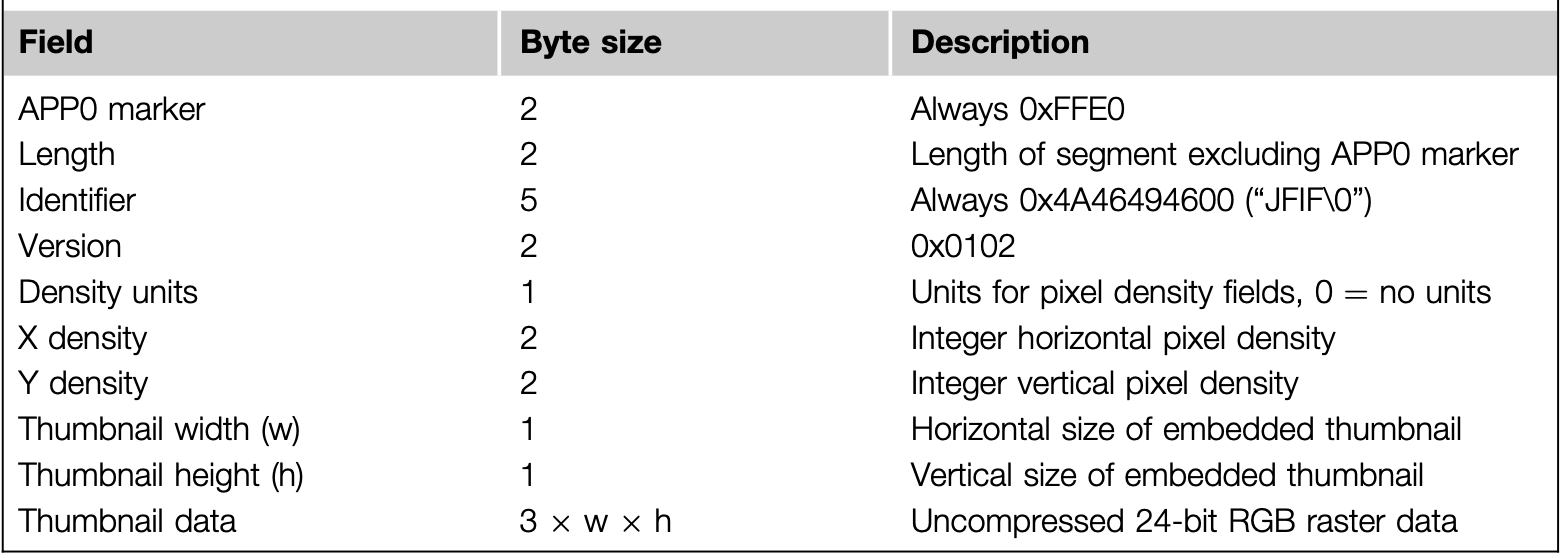 Field Byte size Description
APP0 marker 2 Always 0xFFE0
Length 2 Length of segment excluding APP0 marker
Identifier 5 Always 0x4A46494600 (“JFIF\0”)
Version 2 0x0102
Density units 1 Units for pixel density fields, 0 = no units
X density 2 Integer horizontal pixel density
Y density 2 Integer vertical pixel density
Thumbnail width (w) 1 Horizontal size of embedded thumbnail
Thumbnail height (h) 1 Vertical size of embedded thumbnail
Thumbnail data 3 × w × h Uncompressed 24-bit RGB raster data